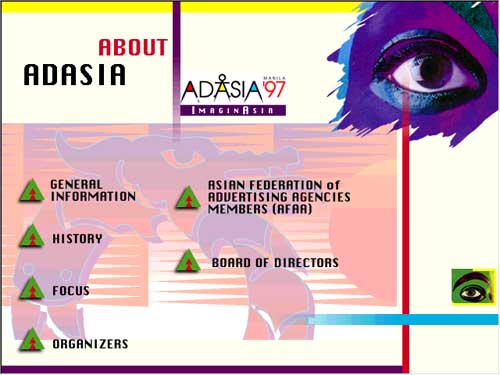 ABOUT
ADASIA
MANILA
ADASIA '97
IMAGINASIA
GENERAL
INFORMATION
HISTORY
FOCUS
ORGANIZERS
ASIAN FEDERATION of
ADVERTISING AGENCIES
MEMBERS (AFAA)
BOARD OF DIRECTORS